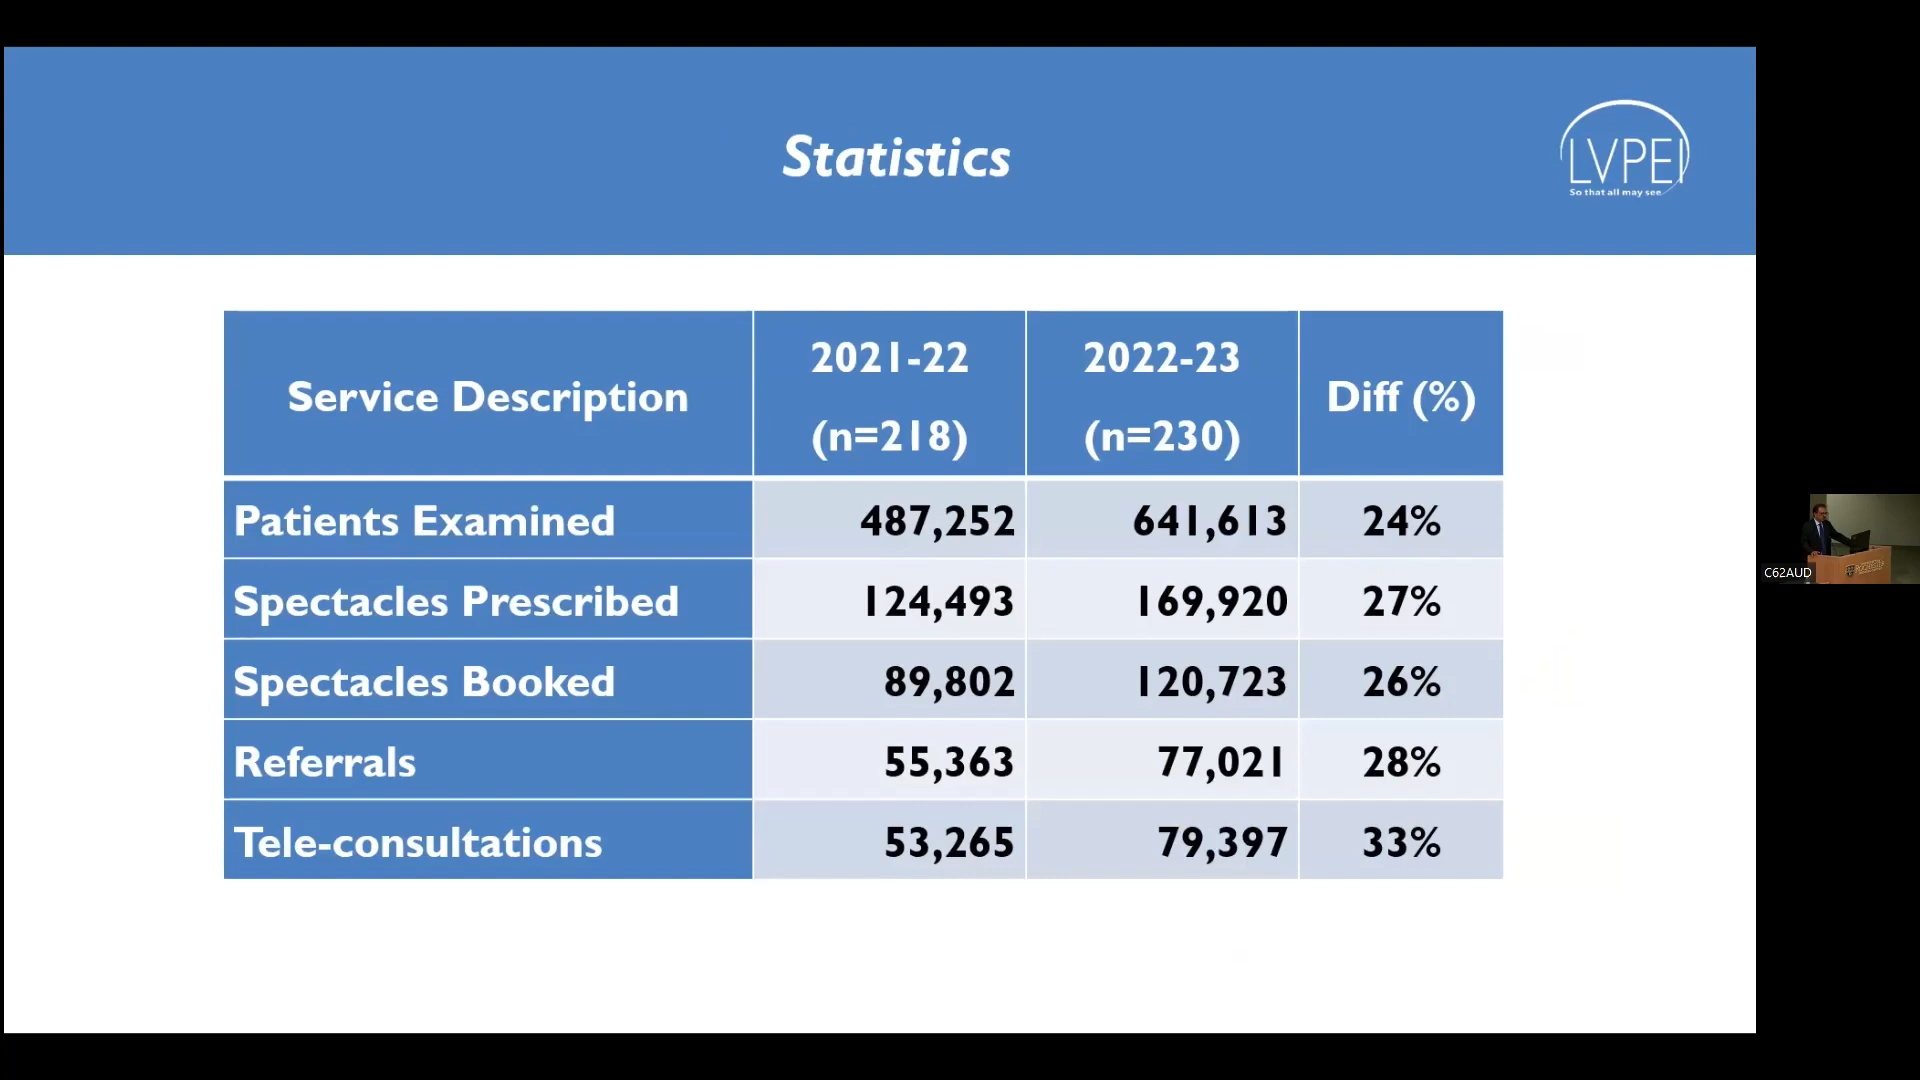 Statistics
LVPEI
So that all may see
Service Description
2021-22
(n=218)
2022-23
(n=230)
Diff (%)
Patients Examined 487,252 641,613 24%
Spectacles Prescribed 124,493 169,920 27%
Spectacles Booked 89,802 120,723 26%
Referrals 55,363 77,021 28%
Tele-consultations 53,265 79,397 33%
C62AUD